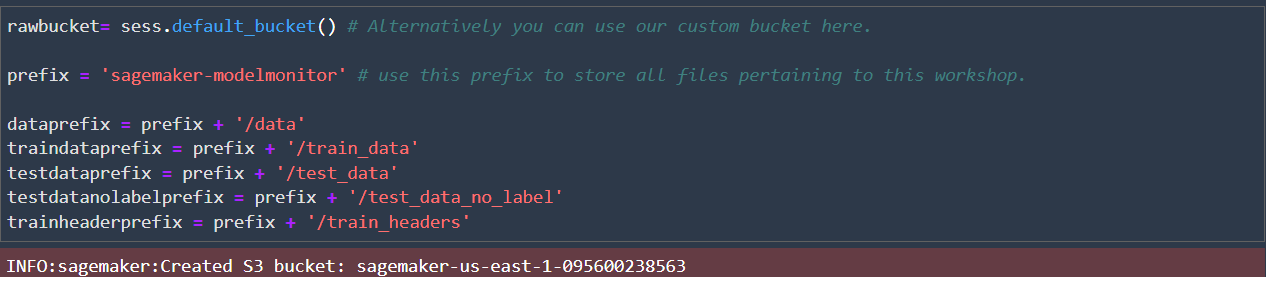 rawbucket= sess.default_bucket() # Alternatively you can use our custom bucket here.
prefix = 'sagemaker-modelmonitor' # use this prefix to store all files pertaining to this workshop.
dataprefix = prefix + '/data'
traindataprefix = prefix + '/train_data'
testdataprefix = prefix + '/test_data'
testdatanolabelprefix = prefix + '/test_data_no_label'
trainheaderprefix = prefix + '/train_headers'
INFO:sagemaker:Created S3 bucket: sagemaker-us-east-1-095600238563